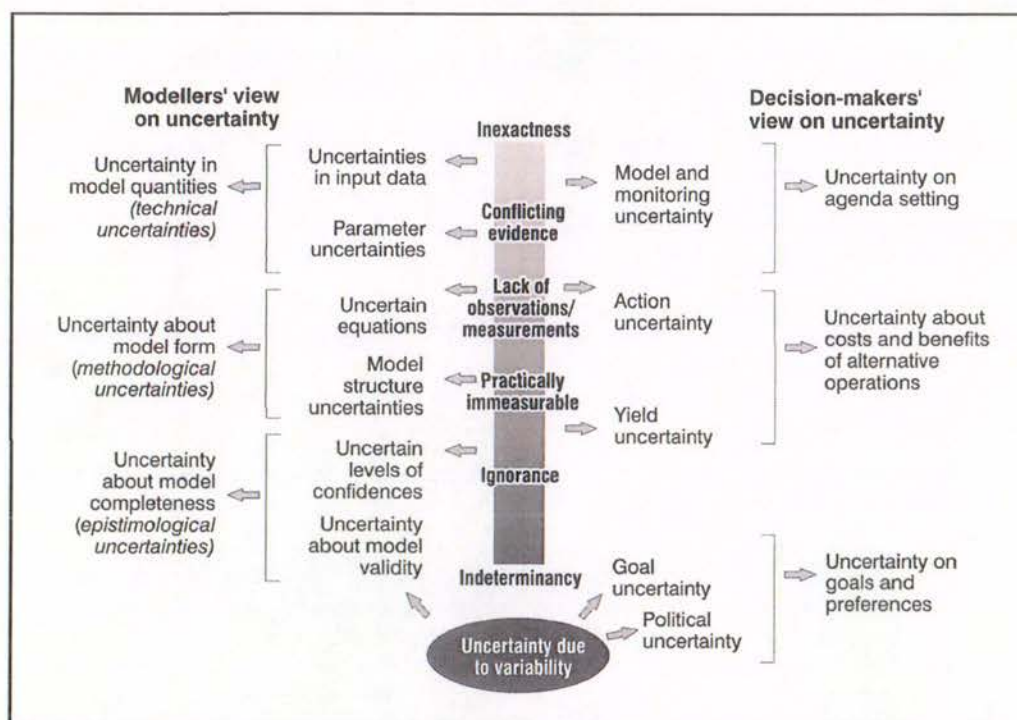 Modellers' view
on uncertainty
Uncertainty in
model quantities
(technical
uncertainties)
Uncertainty about
model form
(methodological
uncertainties)
Uncertainty
about model
completeness
(epistimological
uncertainties)
Uncertainties
in input data
Parameter
uncertainties
Uncertain
equations
Model
structure
uncertainties
Uncertain
levels of
confidences
Uncertainty
about model
validity
Inexactness
Conflicting
evidence
Lack of
observations/
measurements
Practically
immeasurable
Ignorance
Indeterminancy
Uncertainty due
to variability
Model and
monitoring
uncertainty
Action
uncertainty
Yield
uncertainty
Goal
uncertainty
Political
uncertainty
Decision-makers'
view on uncertainty
Uncertainty on
agenda setting
Uncertainty about
costs and benefits
of alternative
operations
Uncertainty on
goals and
preferences